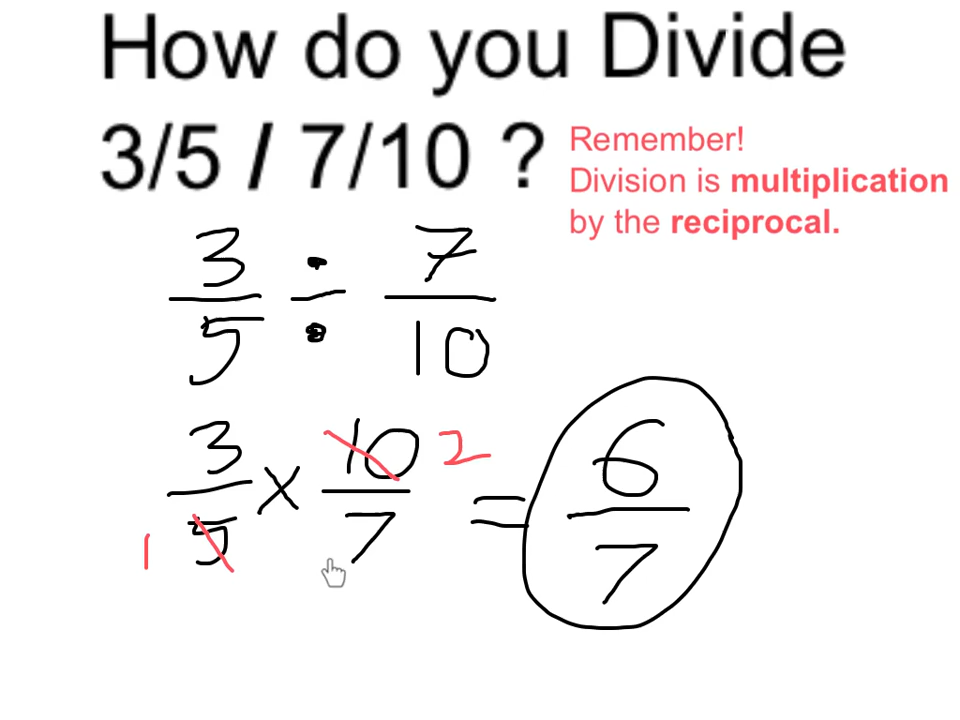 How do you Divide
3/5 / 7/10 ?
Remember!
Division is multiplication
by the reciprocal.
3/5 ÷ 7/10
3/5 × 10/7 = 6/7
1 2